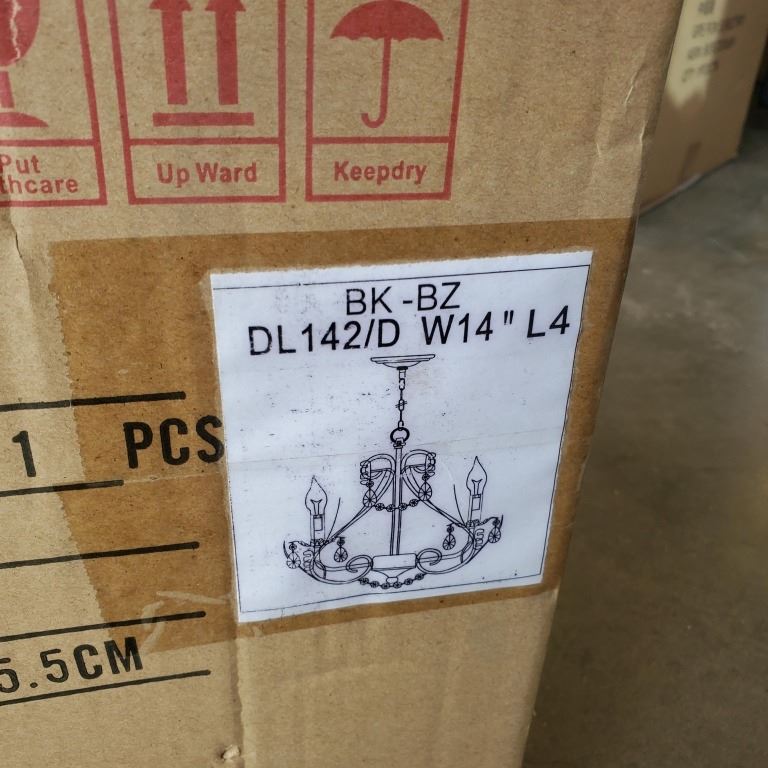 Put
thcare
Up Ward
Keepdry
BK-BZ
DL142/D W14" L4
1 PCS
5.5CM